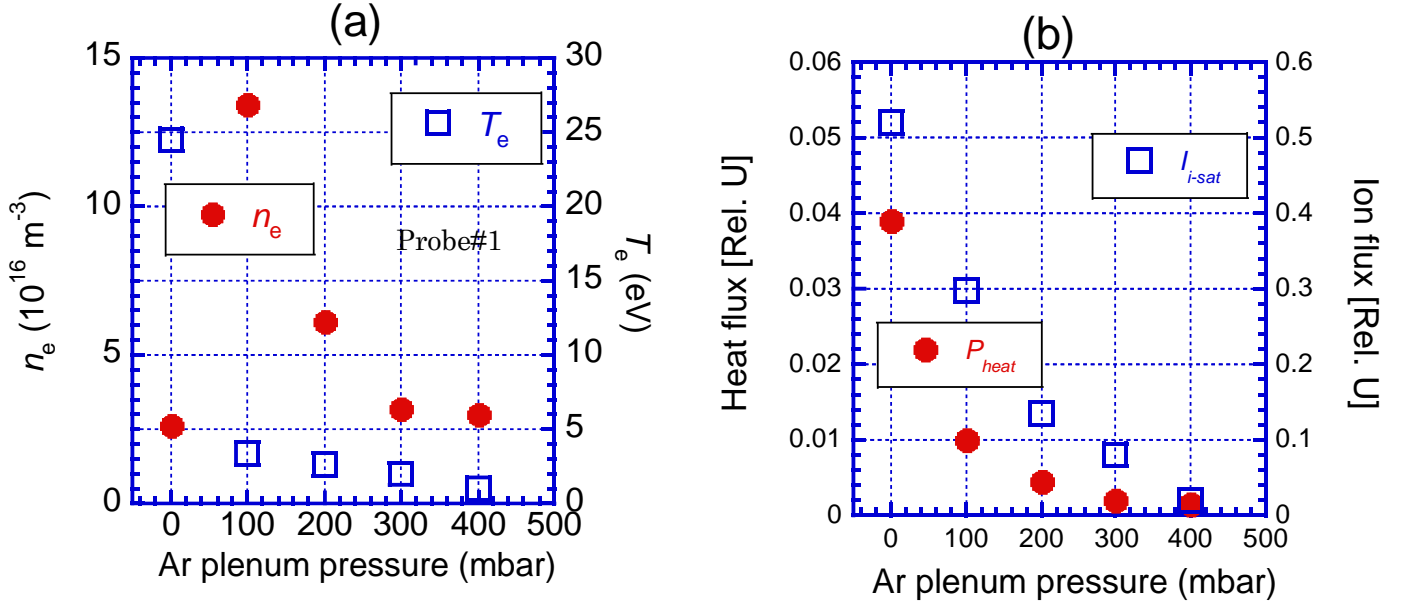 (a)
15
10
5
0
n_e (10^16 m^-3)
30
25
20
15
10
5
0
T_e (eV)
T_e
n_e
Probe#1
0 100 200 300 400 500
Ar plenum pressure (mbar)
(b)
0.06
0.05
0.04
0.03
0.02
0.01
0
Heat flux [Rel. U]
0.6
0.5
0.4
0.3
0.2
0.1
0
Ion flux [Rel. U]
I_i-sat
P_heat
0 100 200 300 400 500
Ar plenum pressure (mbar)